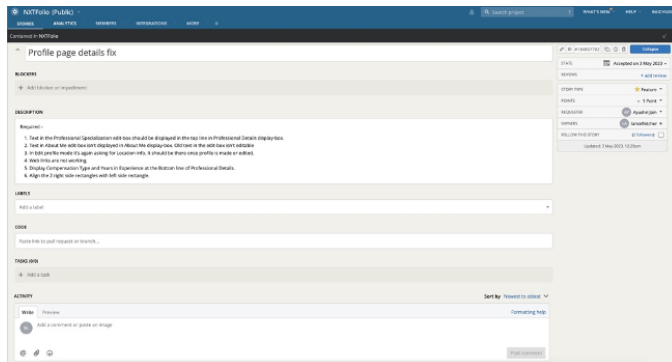 NXTFolio (Public)
Search project
WHAT'S NEW
HELP
STORIES
ANALYTICS
MEMBERS
INTEGRATIONS
MORE
Contained in NXTFolio
Profile page details fix
Collapse
BLOCKERS
+ Add blocker or impediment
DESCRIPTION
Required -
1. Text in the Professional Specialization edit-box should be displayed in the top line in Professional Details display-box.
2. Text in About Me edit box isn't displayed in About Me display-box. Old text in the edit box isn't editable
3. In Edit profile mode it's again asking for Location info. It should be there once profile is made or edited.
4. Web links are not working.
5. Display Compensation Type and Years in Experience at the Bottom line of Professional Details.
6. Align the 2 right side rectangles with left side rectangle.
STATE
Accepted on 3 May 2023
REVIEWS
+ Add review
STORY TYPE
Feature
POINTS
1 Point
REQUESTER
OWNERS
FOLLOW THIS STORY
Updated: 3 May 2023, 12:20am
LABELS
Add a label
CODE
Paste link to pull request or branch...
TASKS (0/0)
+ Add a task
ACTIVITY
Sort by Newest to oldest
Write
Preview
Formatting help
Add a comment or paste an image
Post comment